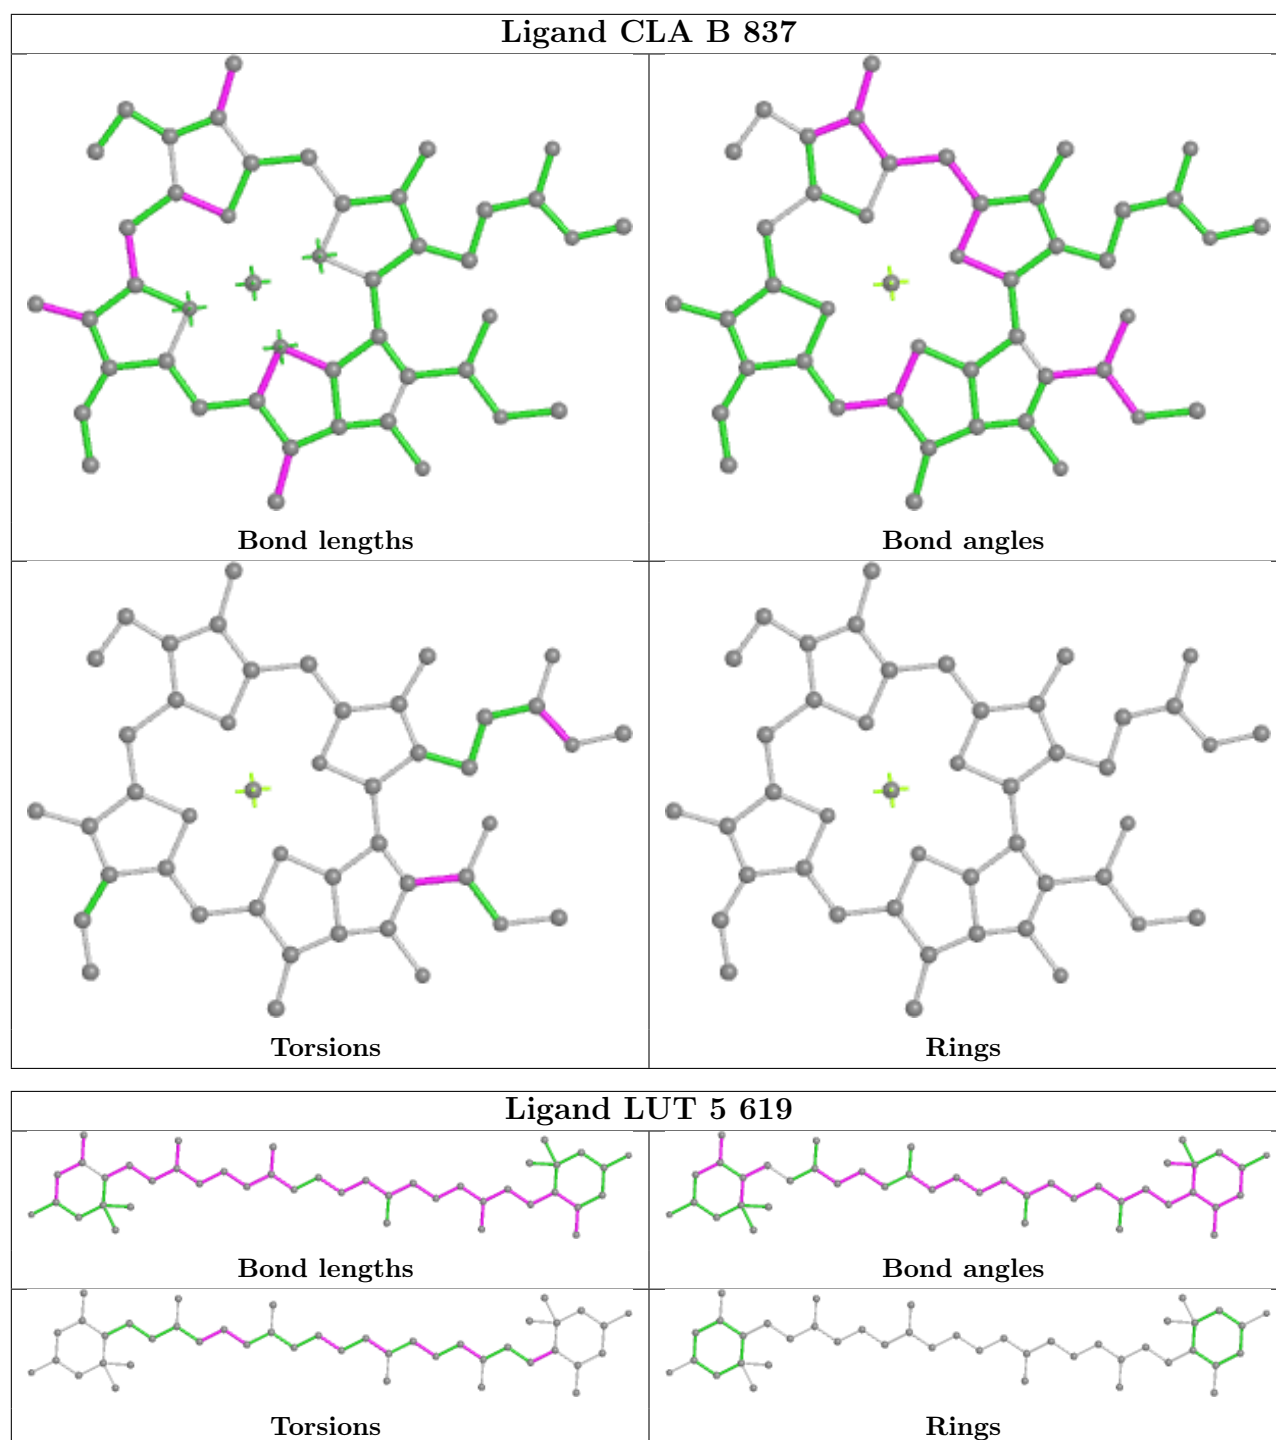 Ligand CLA B 837
Bond lengths
Bond angles
Torsions
Rings
Ligand LUT 5 619
Bond lengths
Bond angles
Torsions
Rings